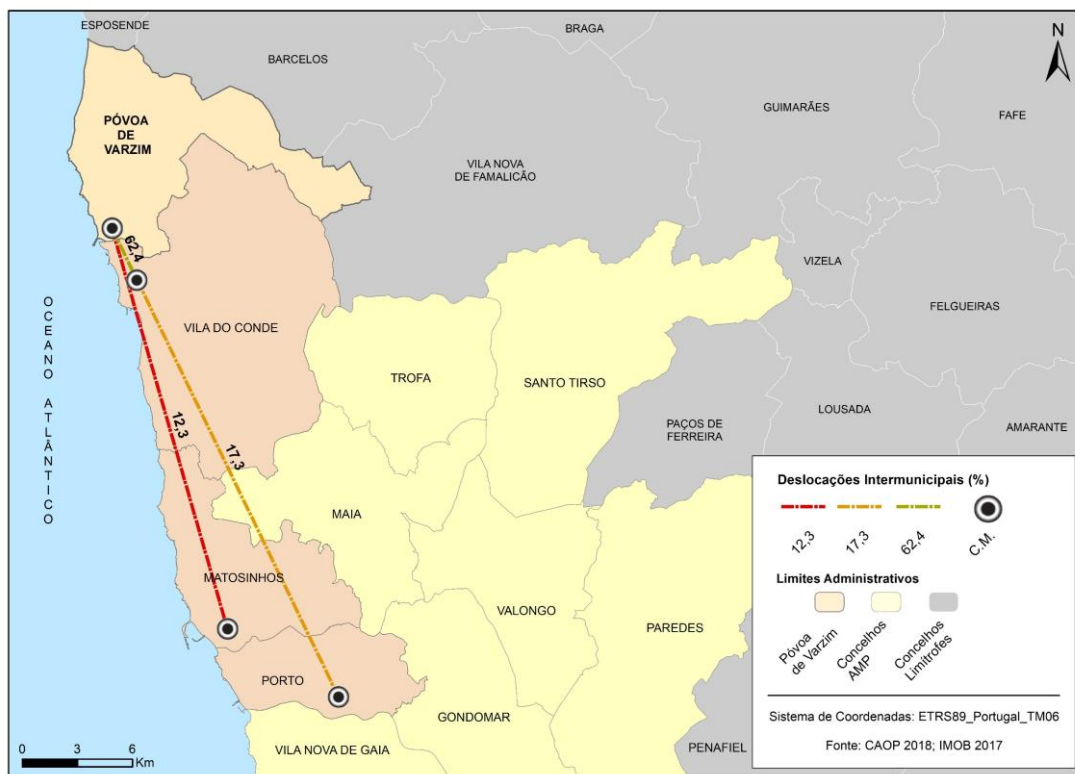 ESPOSENDE
BRAGA
N
BARCELOS
GUIMARÃES
FAFE
PÓVOA
DE
VARZIM
VILA NOVA
DE FAMALICÃO
62,4
VIZELA
FELGUEIRAS
OCEANO ATLÂNTICO
VILA DO CONDE
TROFA
SANTO TIRSO
LOUSADA
PAÇOS DE
FERREIRA
AMARANTE
12,3
17,3
MAIA
MATOSINHOS
VALONGO
PAREDES
PORTO
GONDOMAR
VILA NOVA DE GAIA
PENAFIEL
0 3 6
Km
Deslocações Intermunicipais (%)
12,3 17,3 62,4 C.M.
Limites Administrativos
Póvoa
de Varzim
Concelhos
AMP
Concelhos
Limitrofes
Sistema de Coordenadas: ETRS89_Portugal_TM06
Fonte: CAOP 2018; IMOB 2017